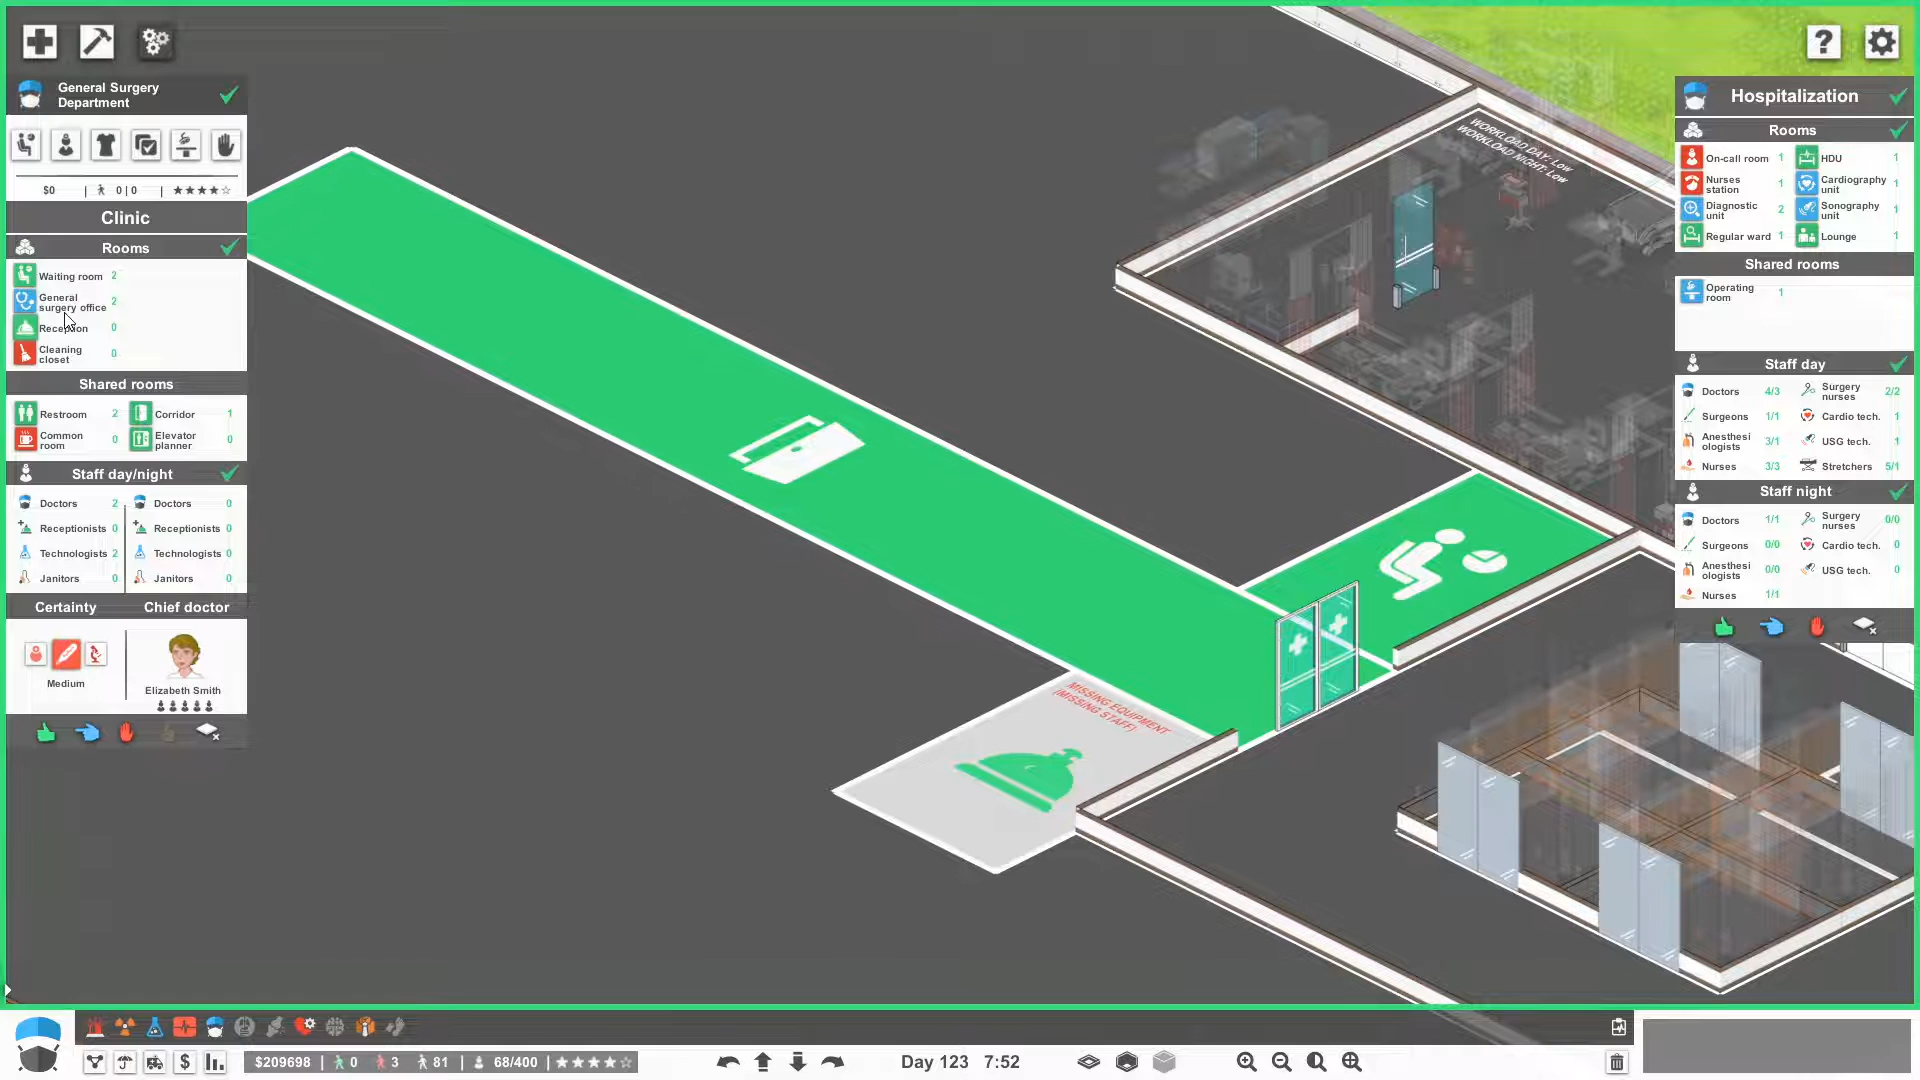 General Surgery
Department
$0 | 0 | 0 |
Clinic
Rooms
Waiting room 2
General
surgery office 2
Reception 0
Cleaning
closet 0
Shared rooms
Restroom 2 Corridor 1
Common
room 0
Elevator
planner 0
Staff day/night
Doctors 2 Doctors 0
Receptionists 0 Receptionists 0
Technologists 2 Technologists 0
Janitors 0 Janitors 0
Certainty Chief doctor
Medium
Elizabeth Smith
WORKLOAD DAY: Low
WORKLOAD NIGHT: Low
MISSING EQUIPMENT
(MISSING STAFF)
?
Hospitalization
Rooms
On-call room 1 HDU 1
Nurses
station 1
Cardiography
unit 1
Diagnostic
unit 2
Sonography
unit 1
Regular ward 1 Lounge 1
Shared rooms
Operating
room 1
Staff day
Doctors 4/3
Surgery
nurses 2/2
Surgeons 1/1 Cardio tech. 1
Anesthesi
ologists 3/1
USG tech. 1
Nurses 3/3 Stretchers 5/1
Staff night
Doctors 1/1
Surgery
nurses 0/0
Surgeons 0/0 Cardio tech. 0
Anesthesi
ologists 0/0
USG tech. 0
Nurses 1/1
$209698 | 0 3 81 | 68/400 |
Day 123 7:52